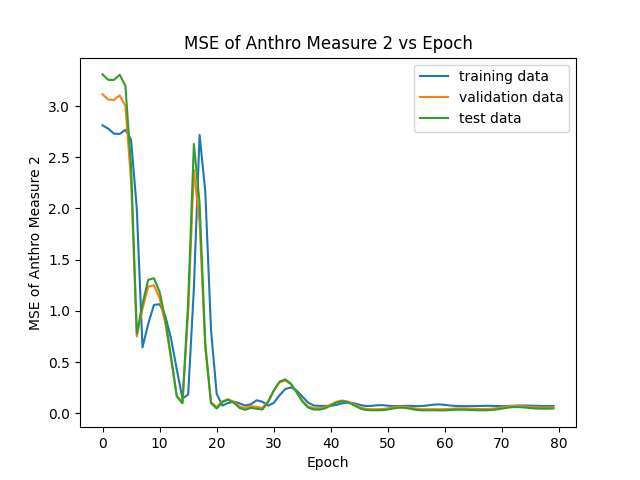 MSE of Anthro Measure 2 vs Epoch
training data
validation data
test data
MSE of Anthro Measure 2
3.0
2.5
2.0
1.5
1.0
0.5
0.0
0 10 20 30 40 50 60 70 80
Epoch